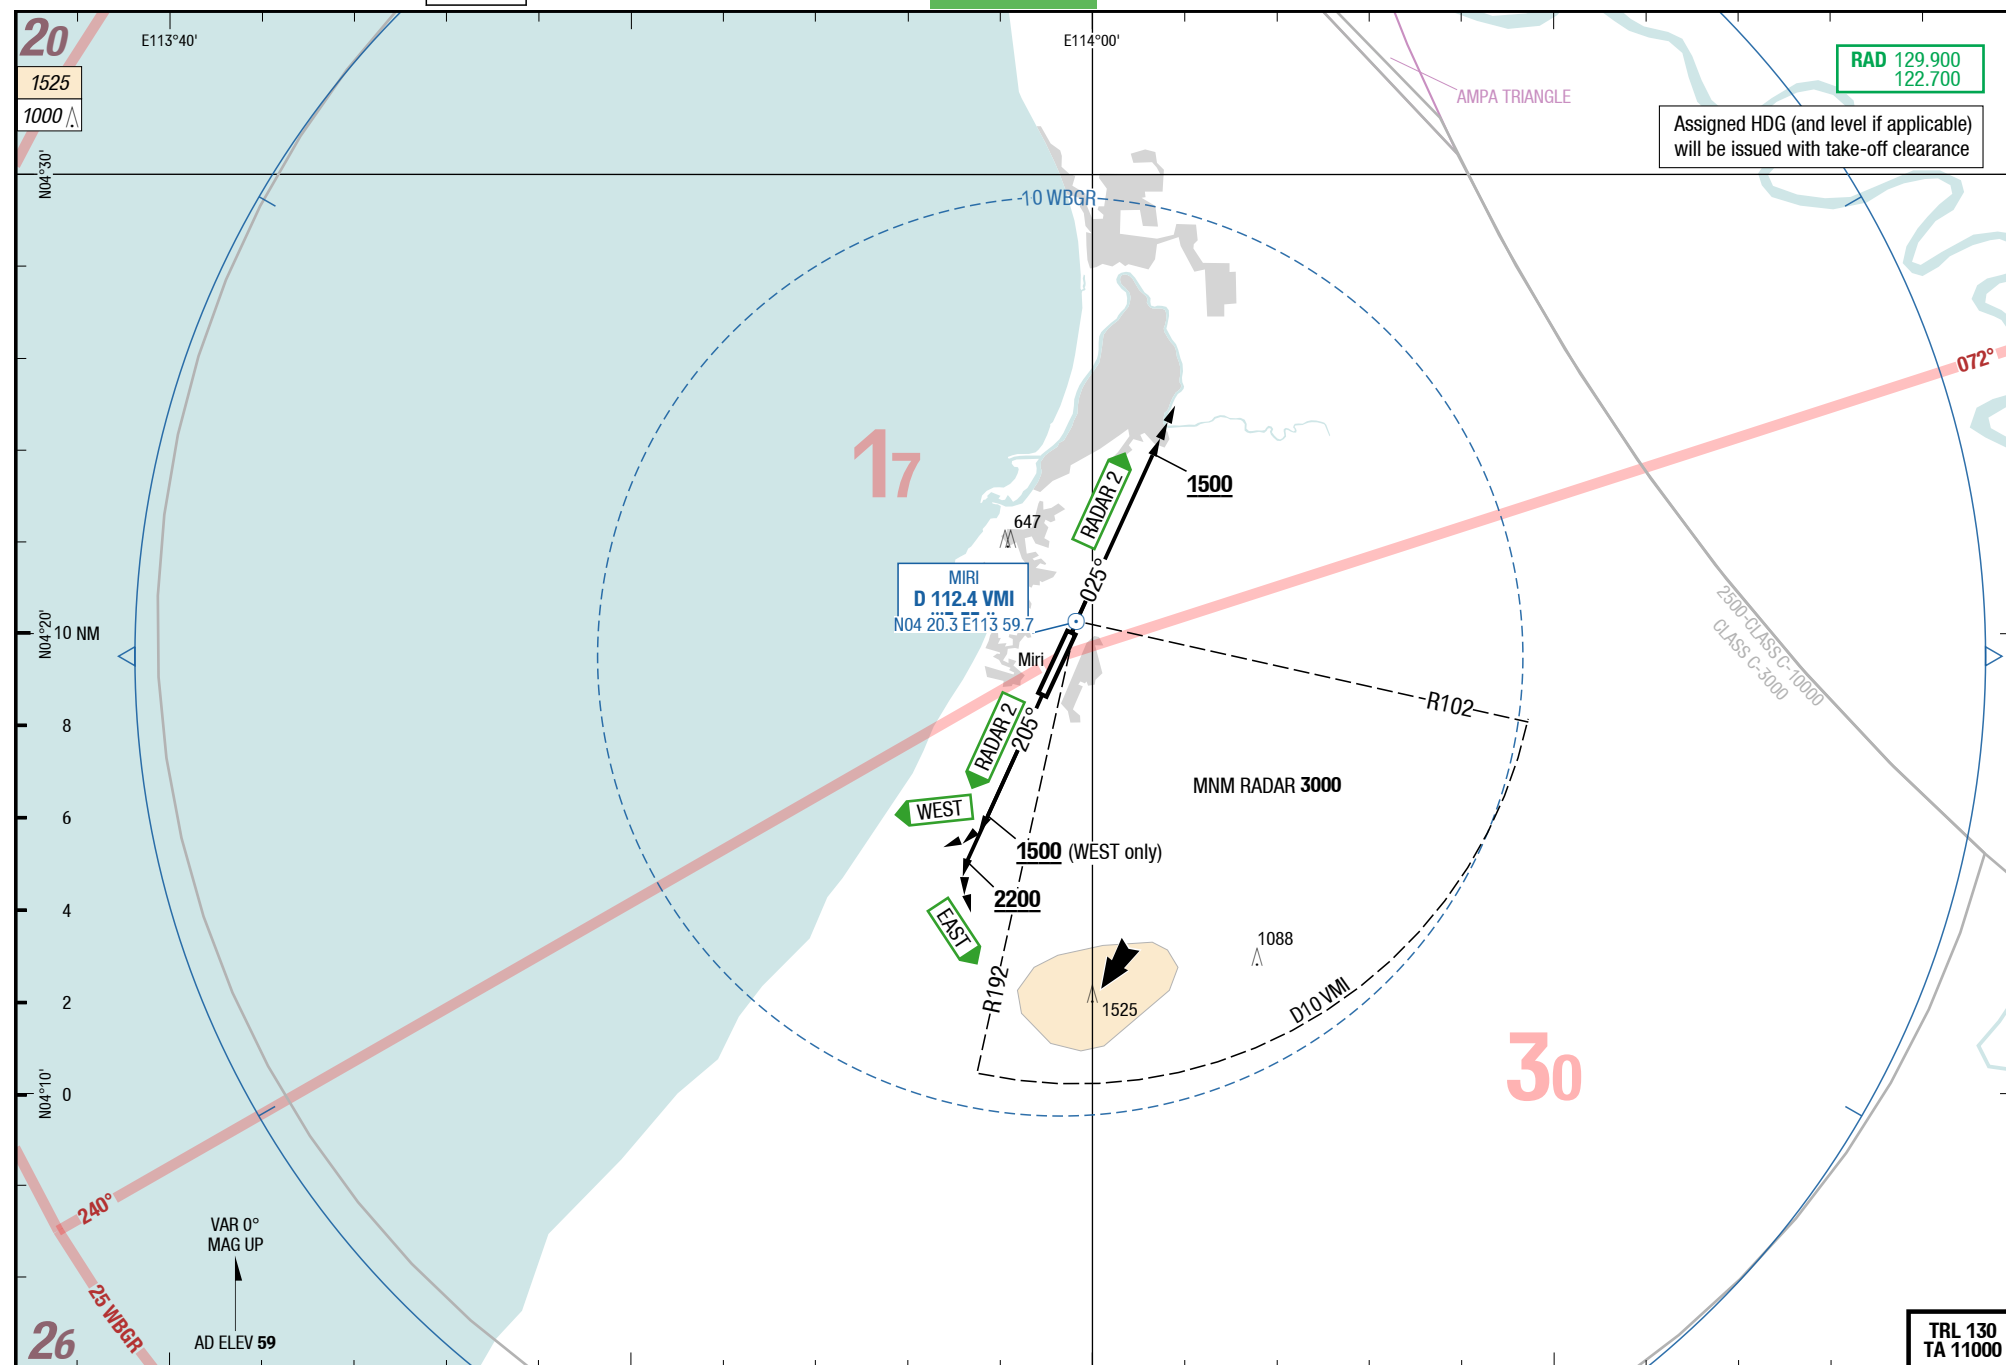 20
E113°40'
E114°00'
1525
1000
RAD 129.900
122.700
AMPA TRIANGLE
Assigned HDG (and level if applicable)
will be issued with take-off clearance
N04°30'
10 WBGR
072°
17
1500
RADAR 2
647
025°
MIRI
D 112.4 VMI
N04 20.3 E113 59.7
N04°20'
10 NM
Miri
2500-CLASS C-10000
CLASS C-3000
R102
RADAR 2
205°
8
MNM RADAR 3000
6
WEST
1500 (WEST only)
2200
4
EAST
1088
R192
2
1525
D10 VMI
30
N04°10'
0
240°
VAR 0°
MAG UP
25 WBGR
AD ELEV 59
26
TRL 130
TA 11000